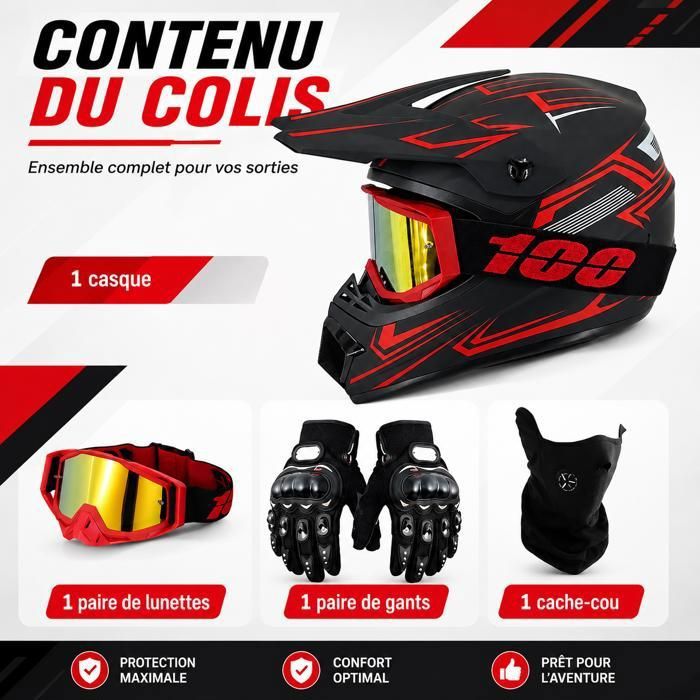 CONTENU
DU COLIS
Ensemble complet pour vos sorties
100
1 casque
1 paire de lunettes
1 paire de gants
1 cache-cou
PROTECTION
MAXIMALE
CONFORT
OPTIMAL
PRÊT POUR
L'AVENTURE